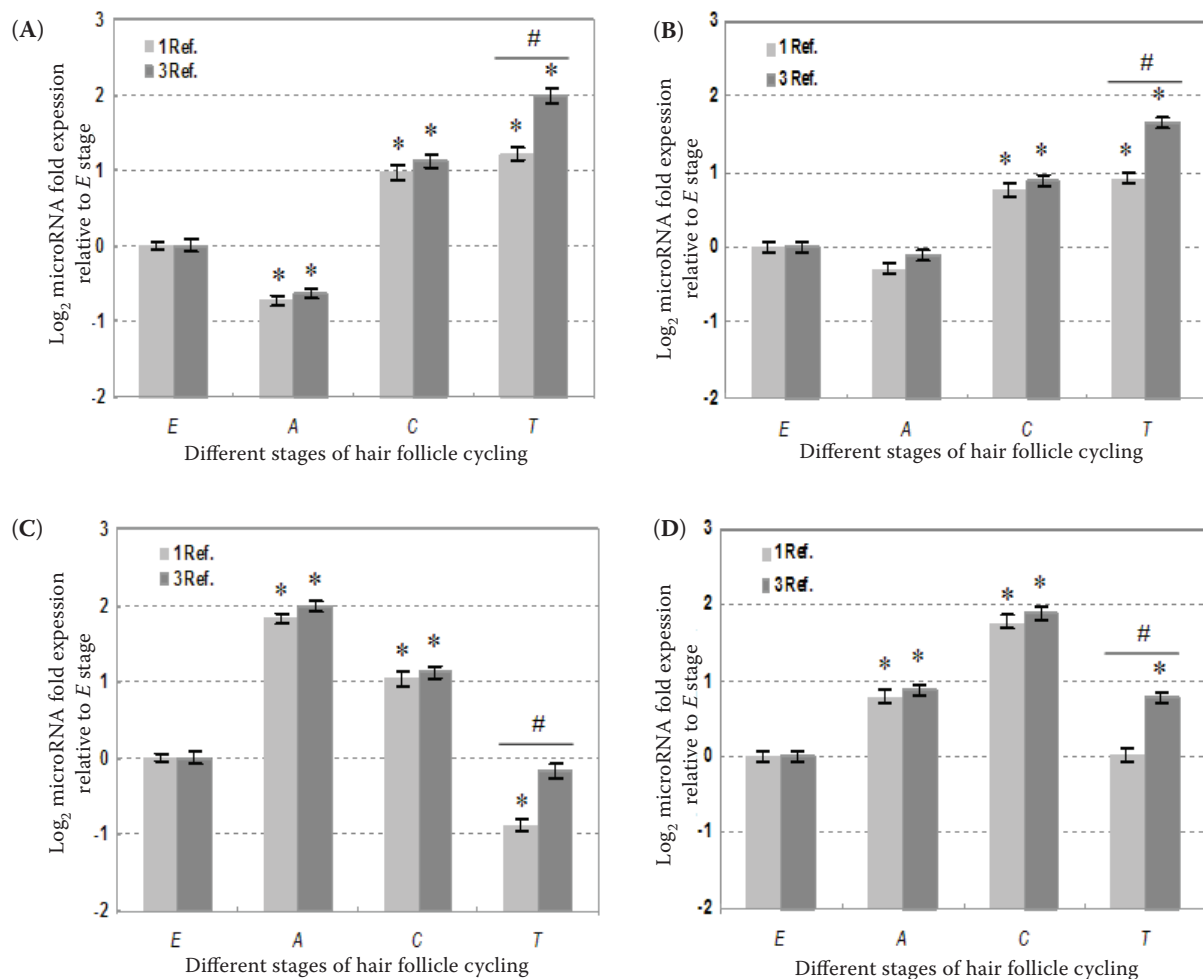 (A)
3
2
1
0
-1
-2
Log2 microRNA fold expession
relative to E stage
1 Ref.
3 Ref.
* * * * * *
#
E A C T
Different stages of hair follicle cycling
(B)
3
2
1
0
-1
-2
Log2 microRNA fold expession
relative to E stage
1 Ref.
3 Ref.
* * * *
#
E A C T
Different stages of hair follicle cycling
(C)
3
2
1
0
-1
-2
Log2 microRNA fold expession
relative to E stage
1 Ref.
3 Ref.
* * * * *
#
E A C T
Different stages of hair follicle cycling
(D)
3
2
1
0
-1
-2
Log2 microRNA fold expession
relative to E stage
1 Ref.
3 Ref.
* * * * *
#
E A C T
Different stages of hair follicle cycling